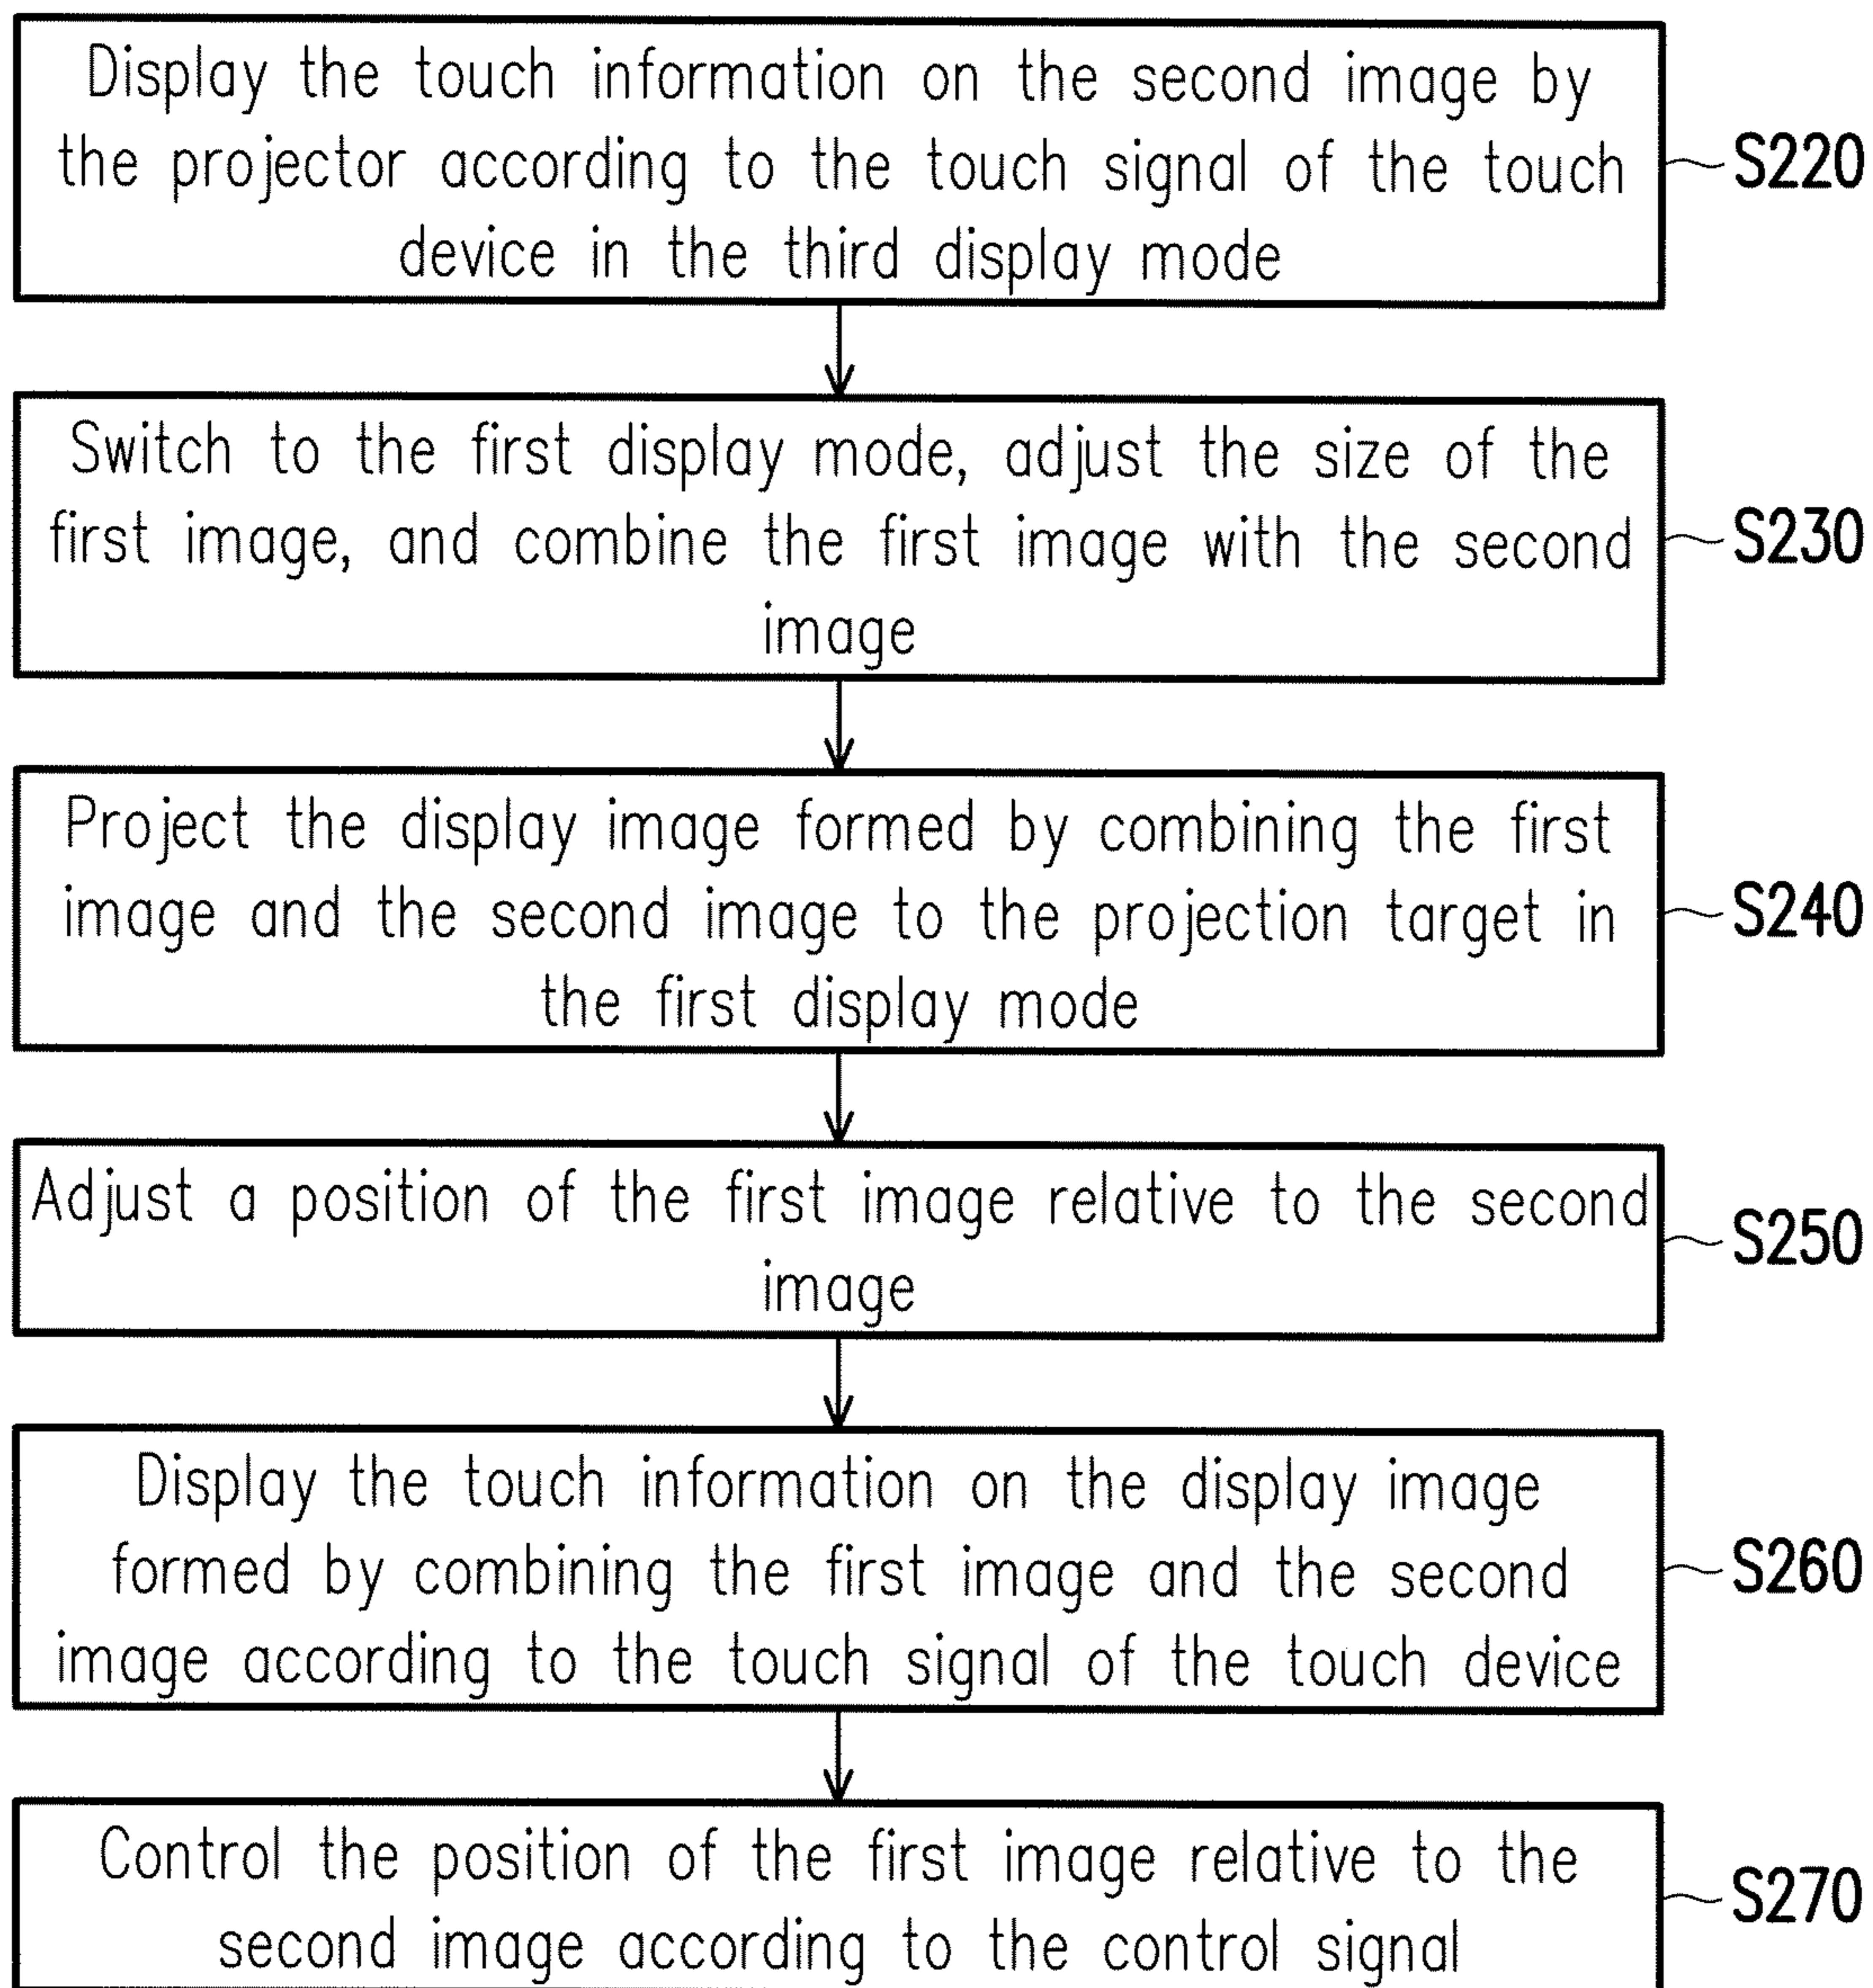 Display the touch information on the second image by
the projector according to the touch signal of the touch
device in the third display mode
S220
Switch to the first display mode, adjust the size of the
first image, and combine the first image with the second
image
S230
Project the display image formed by combining the first
image and the second image to the projection target in
the first display mode
S240
Adjust a position of the first image relative to the second
image
S250
Display the touch information on the display image
formed by combining the first image and the second
image according to the touch signal of the touch device
S260
Control the position of the first image relative to the
second image according to the control signal
S270